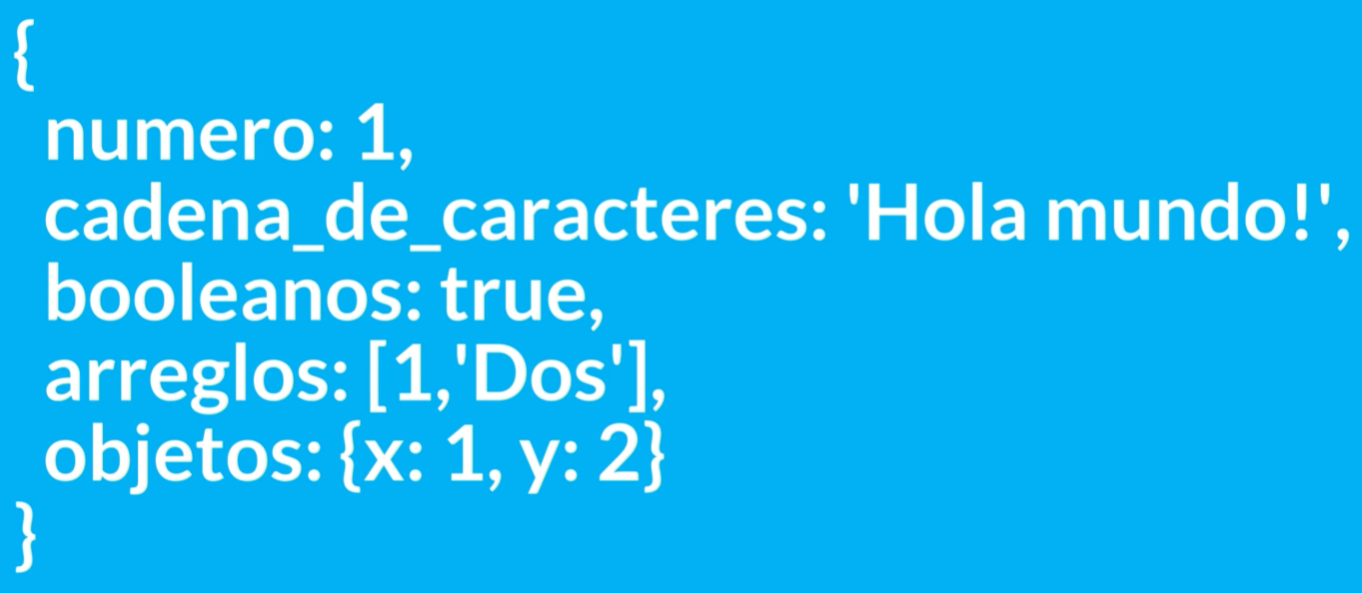 {
numero: 1,
cadena_de_caracteres: 'Hola mundo!',
booleanos: true,
arreglos: [1,'Dos'],
objetos: {x: 1, y: 2}
}